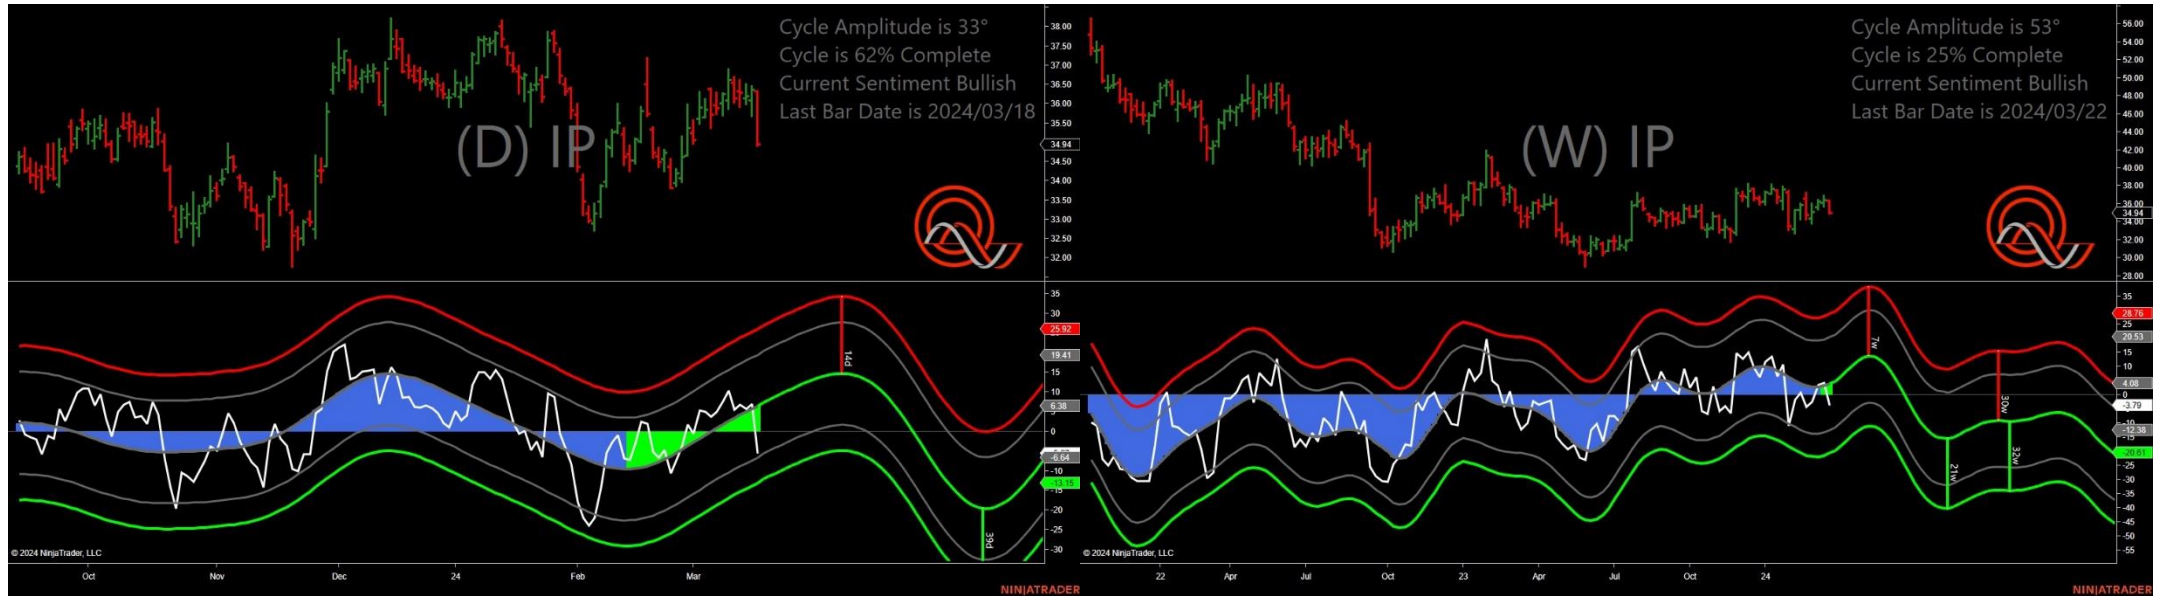 Cycle Amplitude is 33°
Cycle is 62% Complete
Current Sentiment Bullish
Last Bar Date is 2024/03/18
(D) IP
38.00
37.50
37.00
36.50
36.00
35.50
34.94
34.50
34.00
33.50
33.00
32.50
32.00
35
30
25.92
19.41
15
10
6.38
0
-6.64
-10
-13.15
-15
-20
-25
-30
14d
39d
© 2024 NinjaTrader, LLC
Oct
Nov
Dec
24
Feb
Mar
NINJATRADER
Cycle Amplitude is 53°
Cycle is 25% Complete
Current Sentiment Bullish
Last Bar Date is 2024/03/22
(W) IP
56.00
54.00
52.00
50.00
48.00
46.00
44.00
42.00
40.00
38.00
36.00
34.94
34.00
32.00
30.00
28.00
35
28.76
25
20.53
15
10
4.08
0
-3.79
-10
-12.38
-15
-20.61
-25
-30
-35
-40
-45
-50
-55
7w
21w
30w
32w
© 2024 NinjaTrader, LLC
22
Apr
Jul
Oct
23
Apr
Jul
Oct
24
NINJATRADER